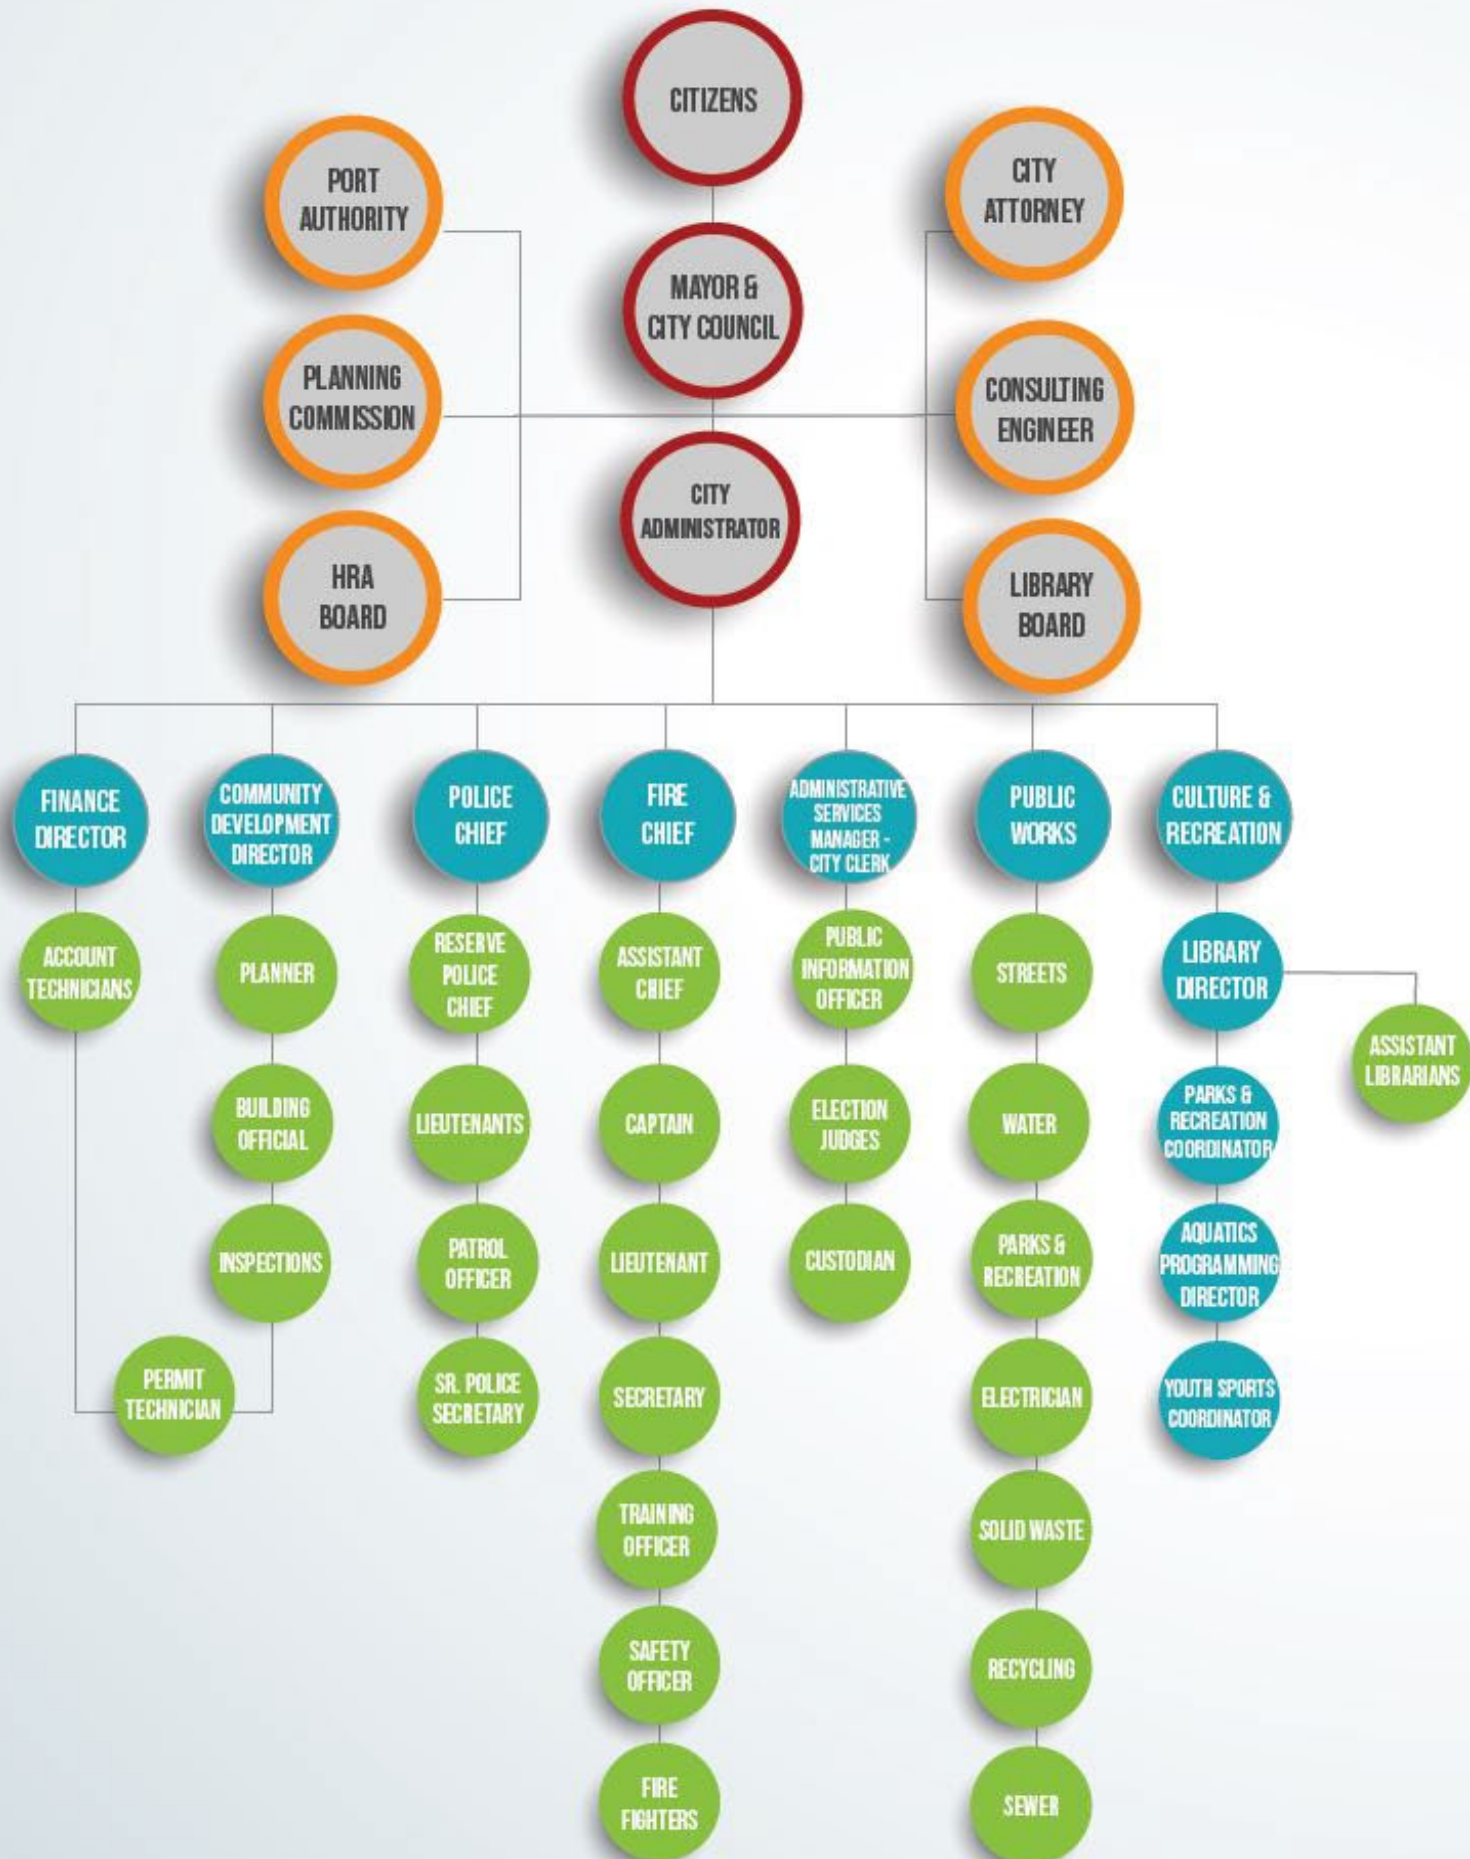 CITIZENS
PORT
AUTHORITY
CITY
ATTORNEY
MAYOR &
CITY COUNCIL
PLANNING
COMMISSION
CONSULTING
ENGINEER
CITY
ADMINISTRATOR
HRA
BOARD
LIBRARY
BOARD
FINANCE
DIRECTOR
COMMUNITY
DEVELOPMENT
DIRECTOR
POLICE
CHIEF
FIRE
CHIEF
ADMINISTRATIVE
SERVICES
MANAGER -
CITY CLERK
PUBLIC
WORKS
CULTURE &
RECREATION
ACCOUNT
TECHNICIANS
PLANNER
RESERVE
POLICE
CHIEF
ASSISTANT
CHIEF
PUBLIC
INFORMATION
OFFICER
STREETS
LIBRARY
DIRECTOR
ASSISTANT
LIBRARIANS
BUILDING
OFFICIAL
LIEUTENANTS
CAPTAIN
ELECTION
JUDGES
WATER
PARKS &
RECREATION
COORDINATOR
INSPECTIONS
PATROL
OFFICER
LIEUTENANT
CUSTODIAN
PARKS &
RECREATION
AQUATICS
PROGRAMMING
DIRECTOR
PERMIT
TECHNICIAN
SR. POLICE
SECRETARY
SECRETARY
ELECTRICIAN
YOUTH SPORTS
COORDINATOR
TRAINING
OFFICER
SOLID WASTE
SAFETY
OFFICER
RECYCLING
FIRE
FIGHTERS
SEWER